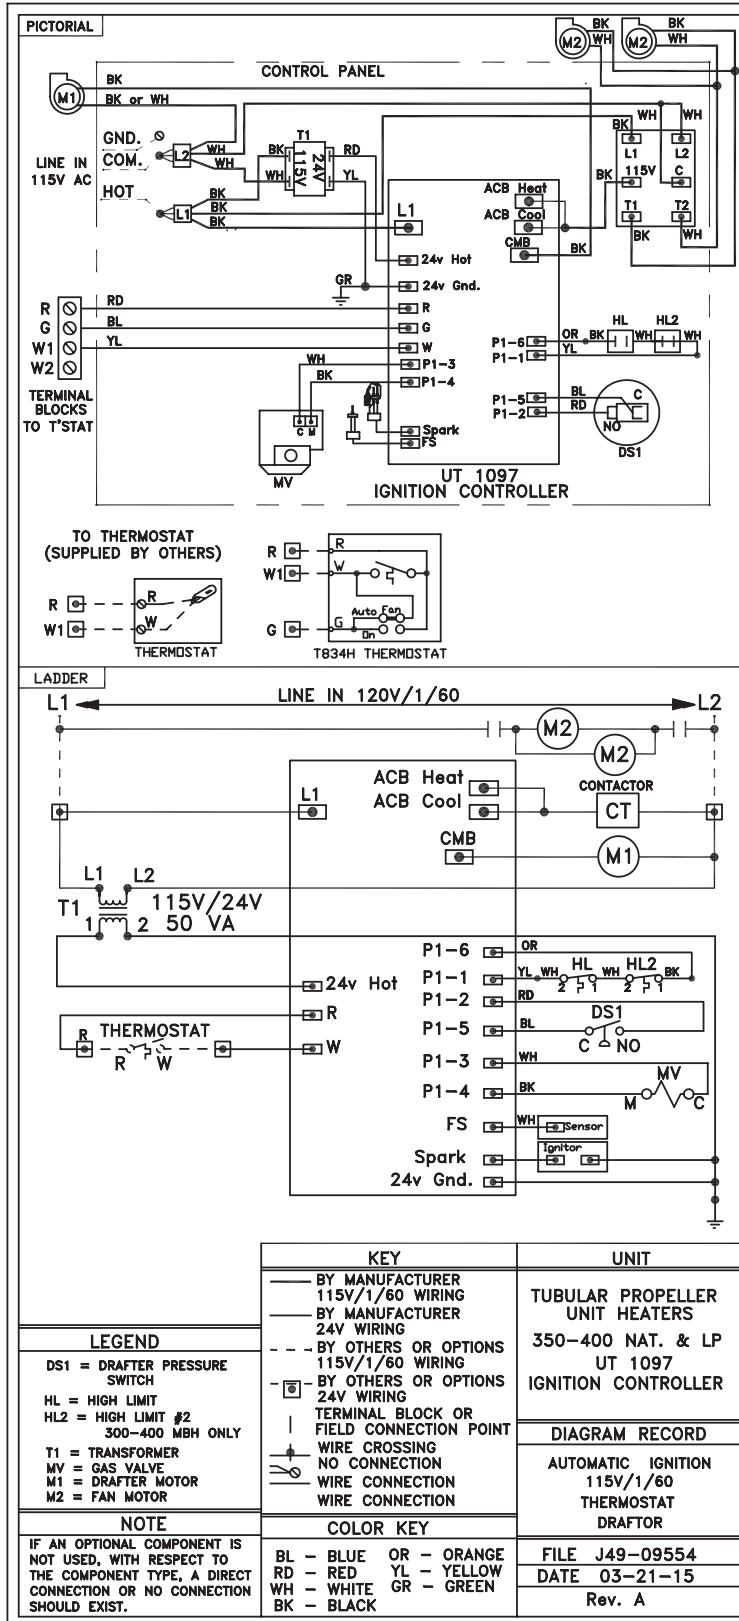 PICTORIAL
BK
WH
M2
BK
WH
M2
CONTROL PANEL
M1
BK
BK or WH
GND.
COM.
LINE IN
115V AC
HOT
L2
WH
WH
T1
BK
WH
115V
24V
RD
YL
L1
BK
BK
BK
WH
WH
BK
L1
L2
BK
115V
C
T1
T2
BK
WH
L1
ACB Heat
ACB Cool
CMB
BK
24v Hot
GR
24v Gnd.
R
RD
R
G
BL
G
W1
YL
W
W2
TERMINAL
BLOCKS
TO T'STAT
WH
P1-3
BK
P1-4
P1-6
OR
BK
HL
WH
HL2
WH
P1-1
YL
P1-5
BL
C
P1-2
RD
NO
DS1
C M
MV
Spark
FS
UT 1097
IGNITION CONTROLLER
TO THERMOSTAT
(SUPPLIED BY OTHERS)
R
R
W1
W
THERMOSTAT
R
R
W1
W
Auto Fan
G
G
On
T834H THERMOSTAT
LADDER
L1
LINE IN 120V/1/60
L2
M2
M2
ACB Heat
ACB Cool
CONTACTOR
CT
L1
CMB
M1
L1
L2
T1
115V/24V
1
2
50 VA
P1-6
OR
24v Hot
P1-1
YL
WH
HL
WH
HL2
BK
2
1
2
1
R
P1-2
RD
P1-5
BL
DS1
C
NO
R
THERMOSTAT
R
W
W
P1-3
WH
P1-4
BK
MV
M
C
FS
WH
Sensor
Spark
Ignitor
24v Gnd.
KEY
BY MANUFACTURER
115V/1/60 WIRING
BY MANUFACTURER
24V WIRING
BY OTHERS OR OPTIONS
115V/1/60 WIRING
BY OTHERS OR OPTIONS
24V WIRING
TERMINAL BLOCK OR
FIELD CONNECTION POINT
WIRE CROSSING
NO CONNECTION
WIRE CONNECTION
WIRE CONNECTION
UNIT
TUBULAR PROPELLER
UNIT HEATERS
350-400 NAT. & LP
UT 1097
IGNITION CONTROLLER
LEGEND
DS1 = DRAFTER PRESSURE
SWITCH
HL = HIGH LIMIT
HL2 = HIGH LIMIT #2
300-400 MBH ONLY
T1 = TRANSFORMER
MV = GAS VALVE
M1 = DRAFTER MOTOR
M2 = FAN MOTOR
DIAGRAM RECORD
AUTOMATIC IGNITION
115V/1/60
THERMOSTAT
DRAFTOR
NOTE
IF AN OPTIONAL COMPONENT IS
NOT USED, WITH RESPECT TO
THE COMPONENT TYPE, A DIRECT
CONNECTION OR NO CONNECTION
SHOULD EXIST.
COLOR KEY
BL - BLUE OR - ORANGE
RD - RED YL - YELLOW
WH - WHITE GR - GREEN
BK - BLACK
FILE J49-09554
DATE 03-21-15
Rev. A